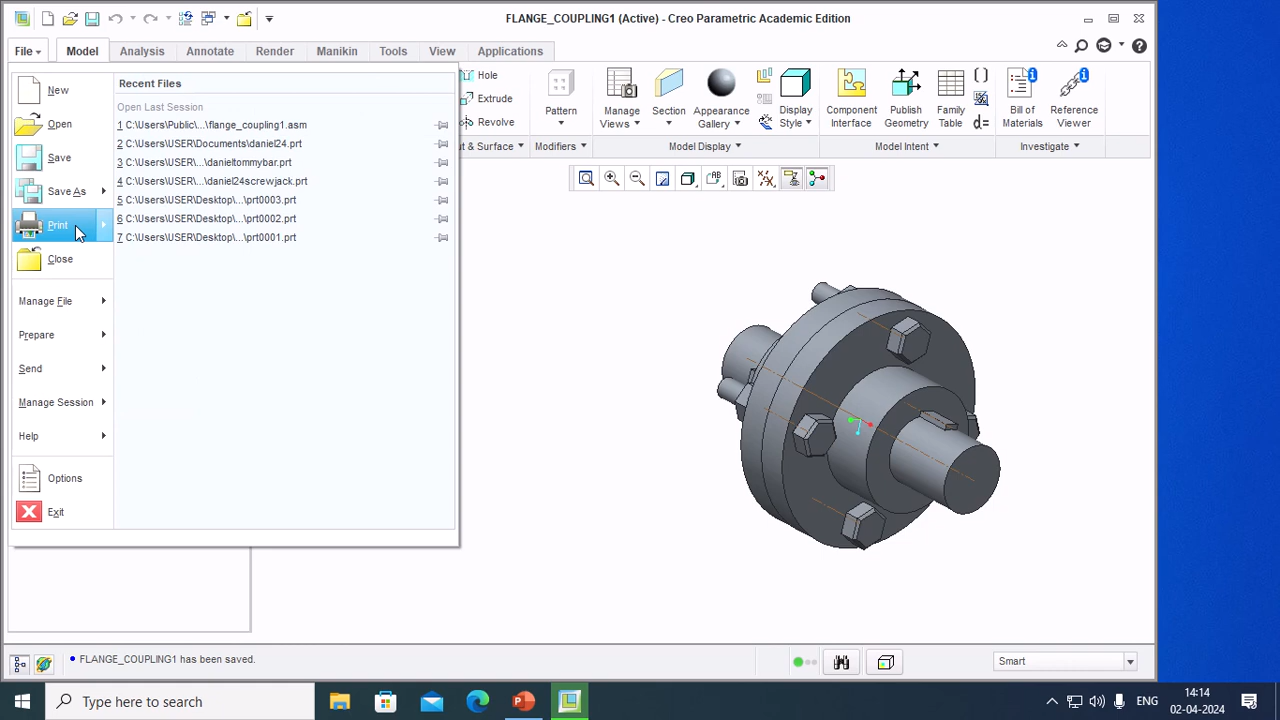 FLANGE_COUPLING1 (Active) - Creo Parametric Academic Edition
File Model Analysis Annotate Render Manikin Tools View Applications
New
Open
Save
Save As
Print
Close
Manage File
Prepare
Send
Manage Session
Help
Options
Exit
Recent Files
Open Last Session
1 C:\Users\Public\...\flange_coupling1.asm
2 C:\Users\USER\Documents\daniel24.prt
3 C:\Users\USER\...\danieltommybar.prt
4 C:\Users\USER\...\daniel24screwjack.prt
5 C:\Users\USER\Desktop\...\prt0003.prt
6 C:\Users\USER\Desktop\...\prt0002.prt
7 C:\Users\USER\Desktop\...\prt0001.prt
Hole
Extrude
Revolve
ut & Surface
Pattern
Modifiers
Manage Views
Section
Appearance Gallery
Display Style
Model Display
Component Interface
Publish Geometry
Family Table
d=
Model Intent
Bill of Materials
Reference Viewer
Investigate
FLANGE_COUPLING1 has been saved.
Smart
Type here to search
ENG
14:14
02-04-2024